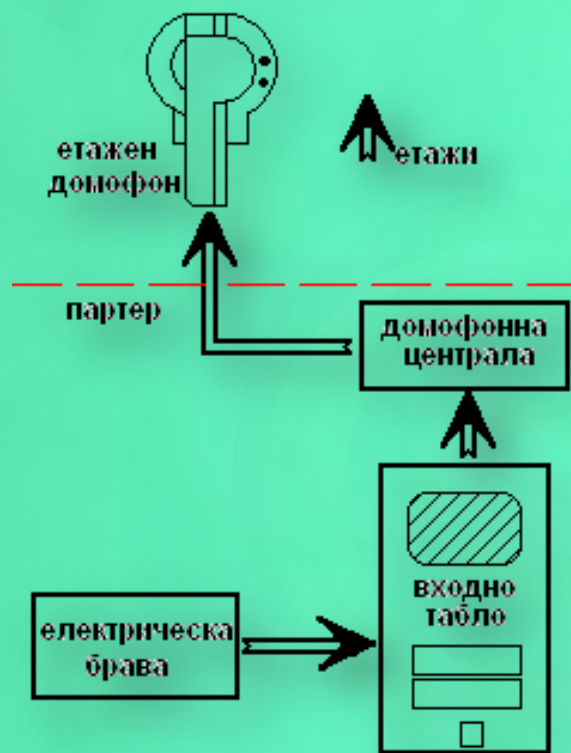 етажен
домофон
етажи
партер
домофонна
централа
входно
табло
електрическа
брава